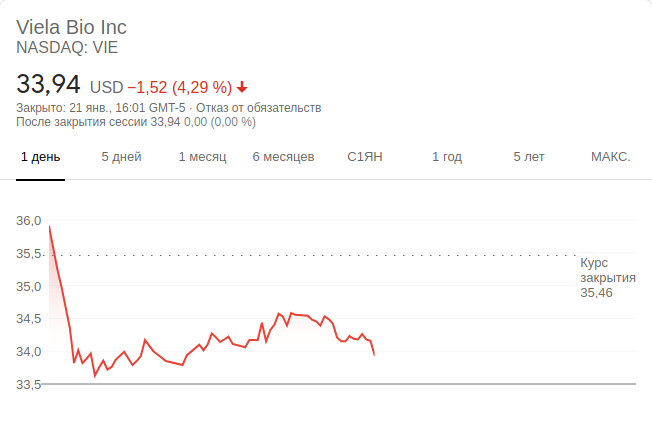 Viela Bio Inc
NASDAQ: VIE
33,94 USD −1,52 (4,29 %)
Закрыто: 21 янв., 16:01 GMT-5 · Отказ от обязательств
После закрытия сессии 33,94 0,00 (0,00 %)
1 день 5 дней 1 месяц 6 месяцев С1ЯН 1 год 5 лет МАКС.
36,0
35,5
Курс
закрытия
35,46
35,0
34,5
34,0
33,5